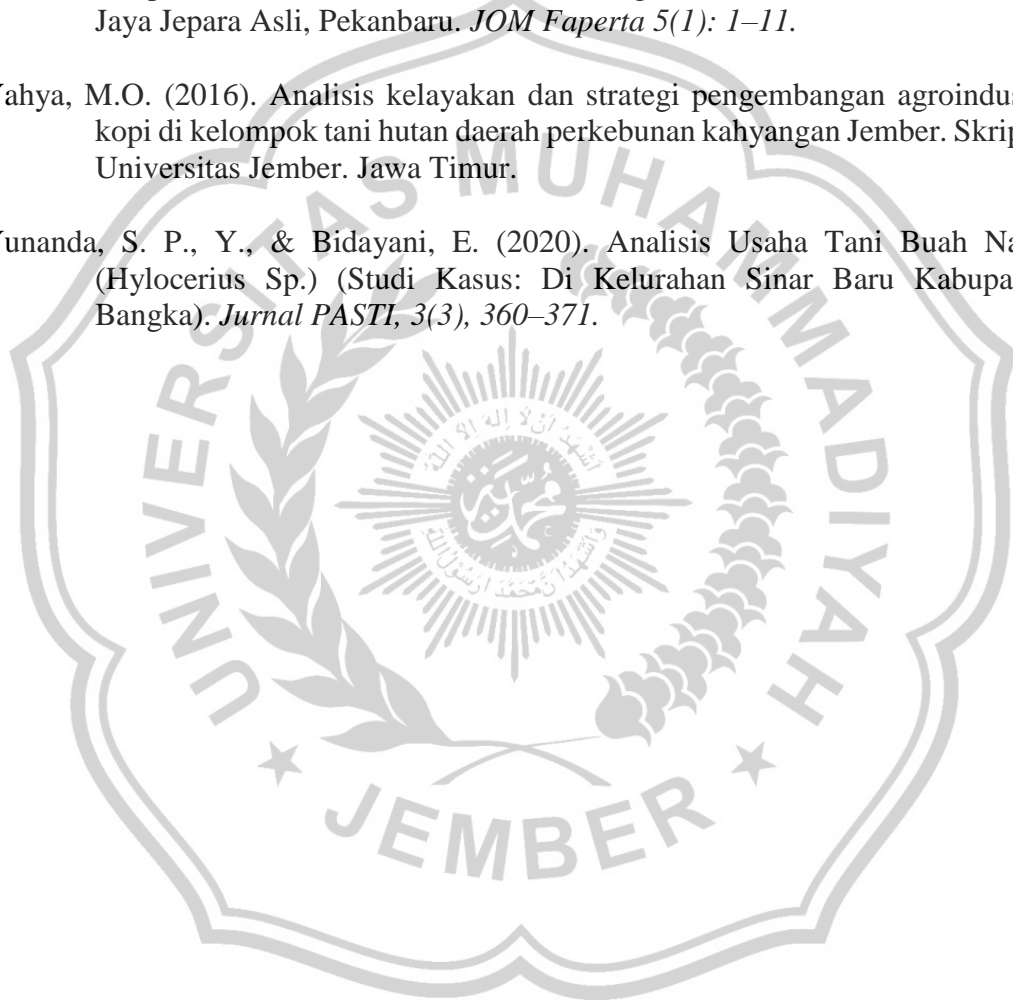 Jaya Jepara Asli, Pekanbaru. JOM Faperta 5(1): 1–11.
ahya, M.O. (2016). Analisis kelayakan dan strategi pengembangan agroindus
kopi di kelompok tani hutan daerah perkebunan kahyangan Jember. Skrip
Universitas Jember. Jawa Timur.
unanda, S. P., Y., & Bidayani, E. (2020). Analisis Usaha Tani Buah Na
(Hylocerius Sp.) (Studi Kasus: Di Kelurahan Sinar Baru Kabupa
Bangka). Jurnal PASTI, 3(3), 360–371.
UNIVERSITAS MUHAMMADIYAH
JEMBER